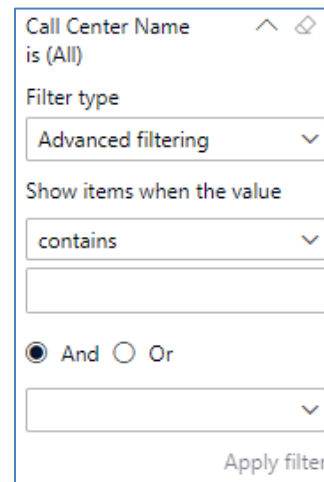 Call Center Name
is (All)
Filter type
Advanced filtering
Show items when the value
contains
And Or
Apply filter